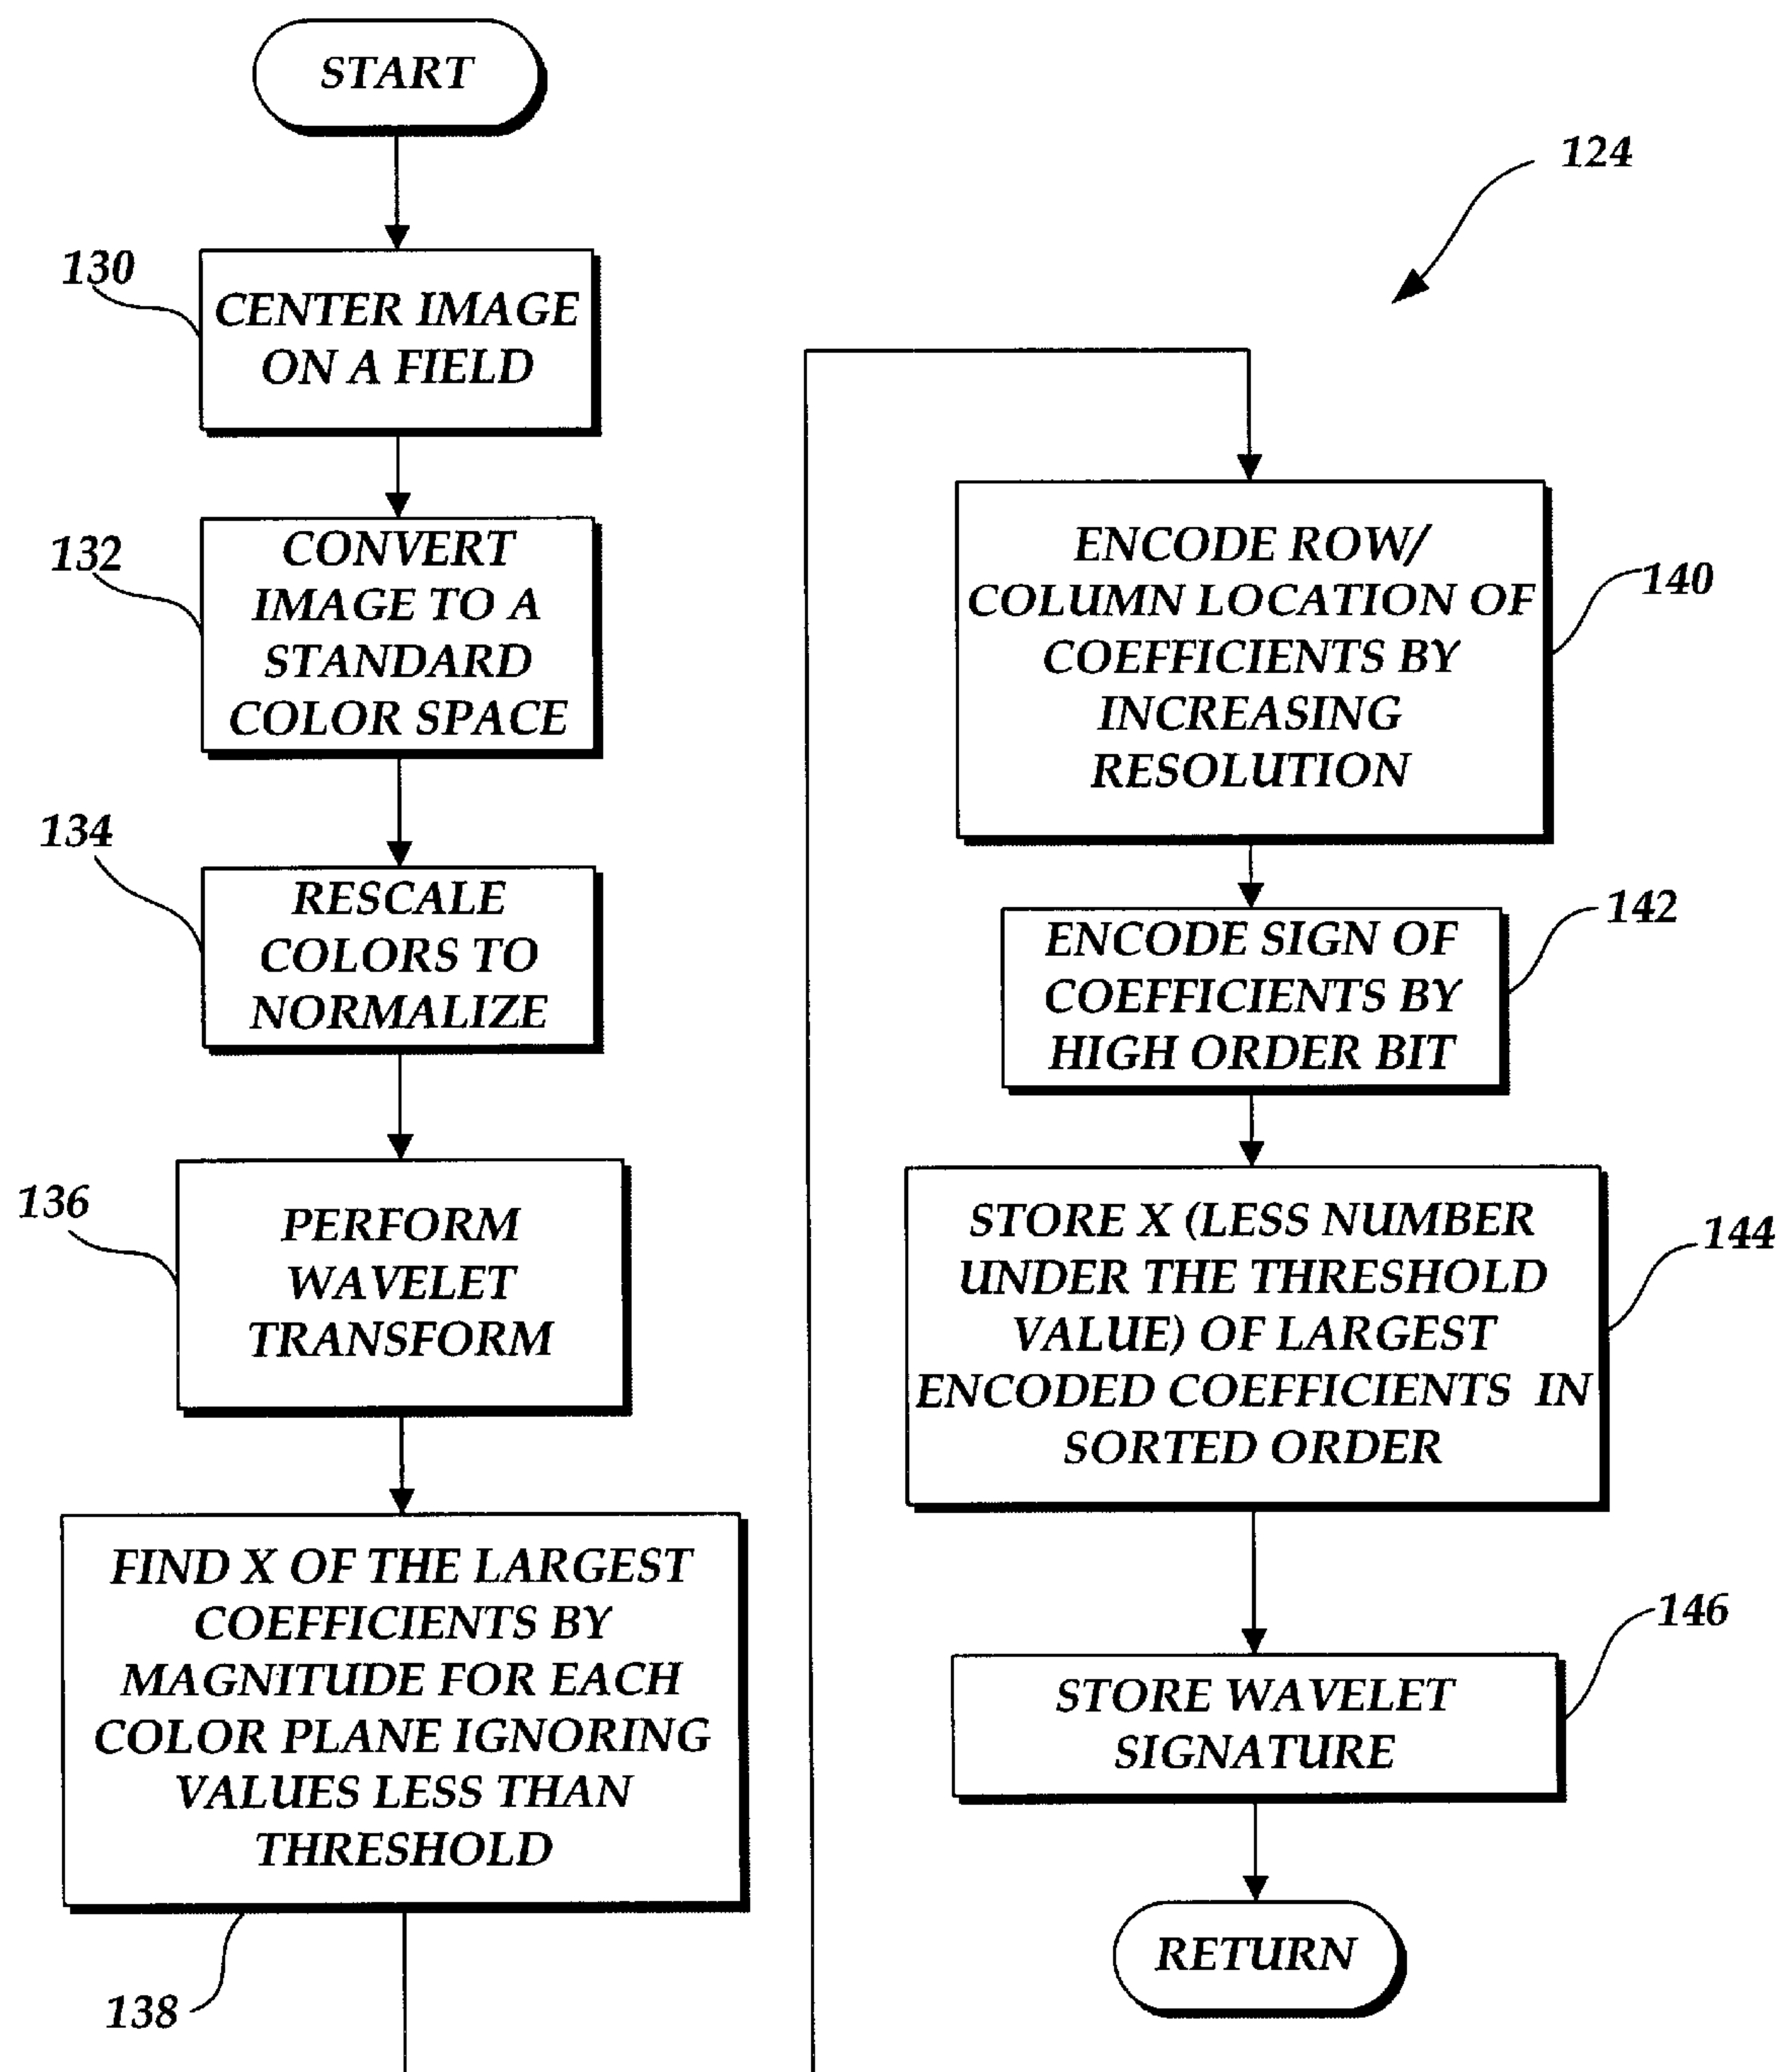 START
130
CENTER IMAGE
ON A FIELD
132
CONVERT
IMAGE TO A
STANDARD
COLOR SPACE
134
RESCALE
COLORS TO
NORMALIZE
136
PERFORM
WAVELET
TRANSFORM
FIND X OF THE LARGEST
COEFFICIENTS BY
MAGNITUDE FOR EACH
COLOR PLANE IGNORING
VALUES LESS THAN
THRESHOLD
138
124
ENCODE ROW/
COLUMN LOCATION OF
COEFFICIENTS BY
INCREASING
RESOLUTION
140
ENCODE SIGN OF
COEFFICIENTS BY
HIGH ORDER BIT
142
STORE X (LESS NUMBER
UNDER THE THRESHOLD
VALUE) OF LARGEST
ENCODED COEFFICIENTS IN
SORTED ORDER
144
STORE WAVELET
SIGNATURE
146
RETURN